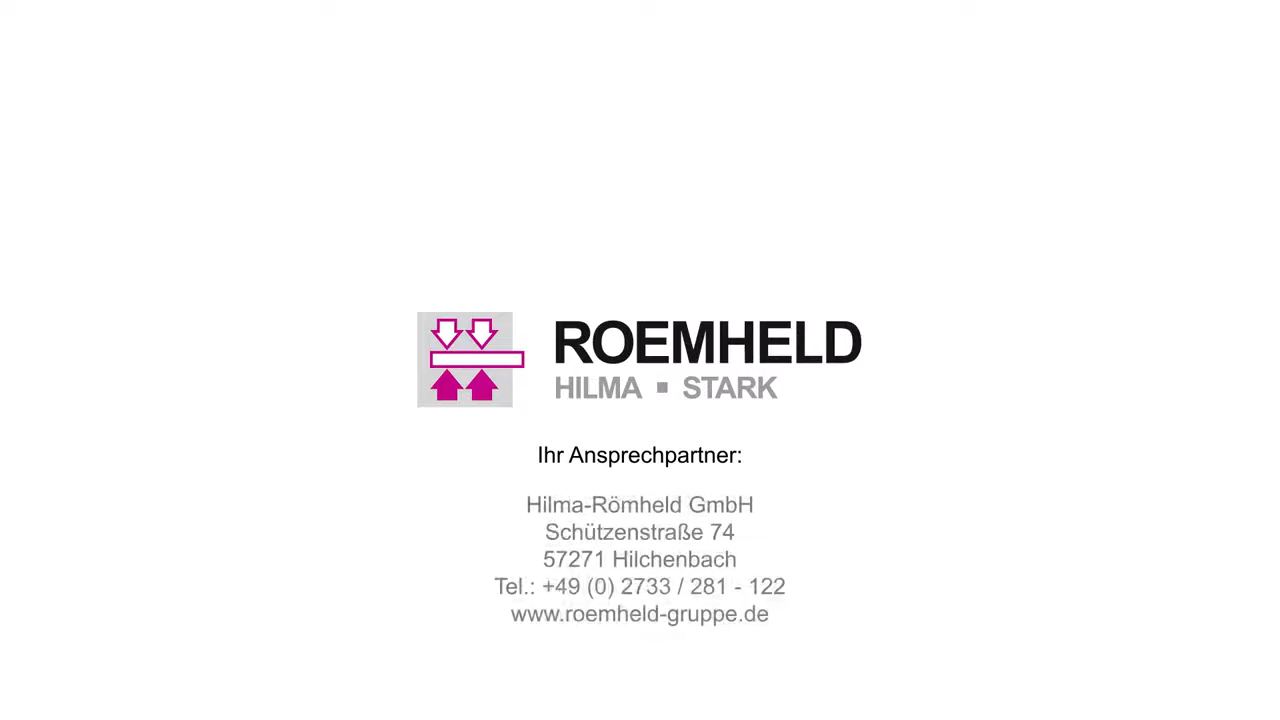 ROEMHELD
HILMA ▪ STARK
Ihr Ansprechpartner:
Hilma-Römheld GmbH
Schützenstraße 74
57271 Hilchenbach
Tel.: +49 (0) 2733 / 281 - 122
www.roemheld-gruppe.de